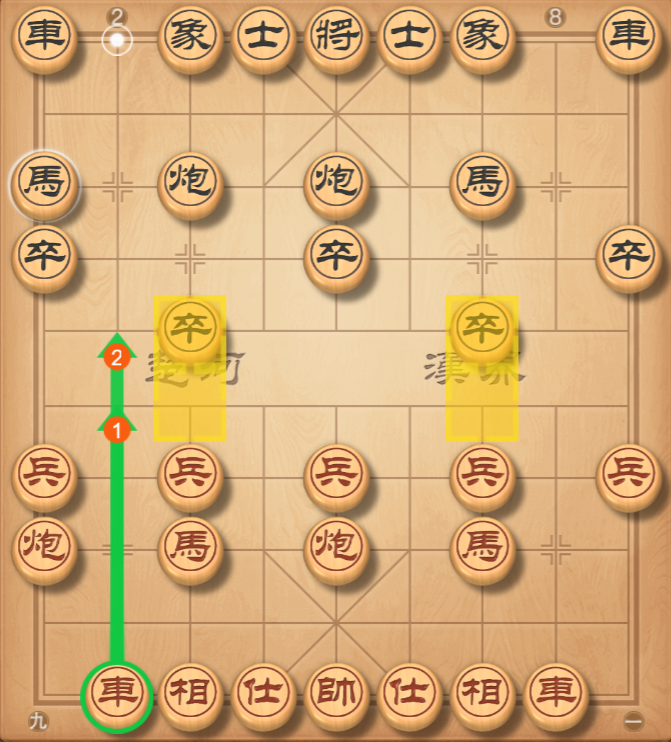 2 8
車 象 士 將 士 象 車
馬 炮 炮 馬
卒 卒 卒
卒 卒
2
楚河 漢界
1
兵 兵 兵 兵 兵
炮 馬 炮 馬
車 相 仕 帥 仕 相 車
九 一